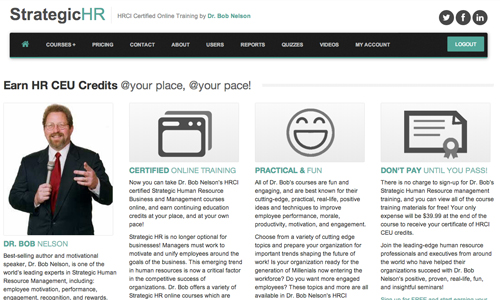 StrategicHR
HRCI Certified Online Training by Dr. Bob Nelson
COURSES + PRICING CONTACT ABOUT USERS REPORTS QUIZZES VIDEOS MY ACCOUNT LOGOUT
Earn HR CEU Credits @your place, @your pace!
DR. BOB NELSON
Best-selling author and motivational
speaker, Dr. Bob Nelson, is one of the
world's leading experts in Strategic Human
Resource Management, including:
employee motivation, performance,
engagement, recognition, and rewards.
CERTIFIED ONLINE TRAINING
Now you can take Dr. Bob Nelson's HRCI
certified Strategic Human Resource
Business and Management courses
online, and earn continuing education
credits at your place, and at your own
pace!
Strategic HR is no longer optional for
businesses! Managers must work to
motivate and unify employees around the
goals of the business. This emerging trend
in human resources is now a critical factor
in the competitive success of
organizations. Dr. Bob offers a variety of
Strategic HR online courses which are
PRACTICAL & FUN
All of Dr. Bob's courses are fun and
engaging, and are best known for their
cutting-edge, practical, real-life, positive
ideas and techniques to improve
employee performance, morale,
productivity, motivation, and engagement.
Choose from a variety of cutting edge
topics and prepare your organization for
important trends shaping the future of
work! Is your organization ready for the
generation of Millenials now entering the
workforce? Do you want more engaged
employees? These topics and more are all
available in Dr. Bob Nelson's HRCI
DON'T PAY UNTIL YOU PASS!
There is no charge to sign-up for Dr. Bob's
Strategic Human Resource management
training, and you can view all of the course
training materials for free! Your only
expense will be $39.99 at the end of the
course to receive your certificate of HRCI
CEU credits.
Join the leading-edge human resource
professionals and executives from around
the world who have helped their
organizations succeed with Dr. Bob
Nelson's positive, proven, real-life, fun,
and insightful seminars!
Sign up for FREE and start earning your